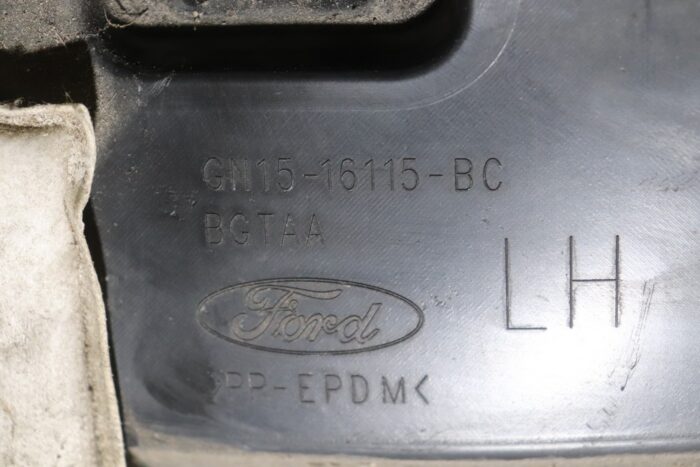 GN15-16115-BC
BGTAA
LH
Ford
>PP-EPDM<